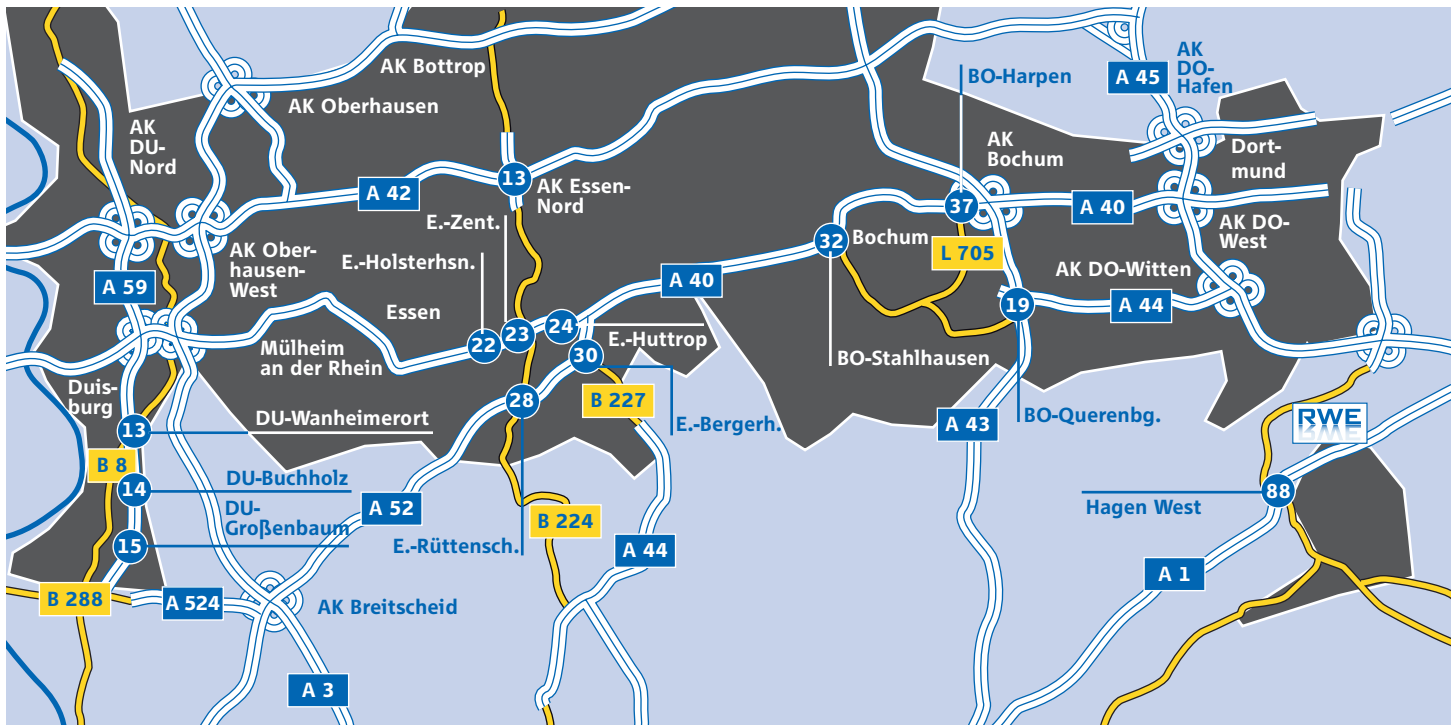 AK Bottrop
AK Oberhausen
BO-Harpen
A 45
AK
DO-
Hafen
AK
DU-
Nord
AK
Bochum
Dort-
mund
A 42
13
AK Essen-
Nord
37
A 40
E.-Zent.
32
Bochum
L 705
AK DO-
West
AK Ober-
hausen-
West
E.-Holsterhsn.
A 59
A 40
AK DO-Witten
Essen
19
A 44
22
23
24
E.-Huttrop
Mülheim
an der Rhein
30
BO-Stahlhausen
Duis-
burg
28
B 227
E.-Bergerh.
A 43
BO-Querenbg.
RWE
13
DU-Wanheimerort
B 8
14
DU-Buchholz
DU-
Großenbaum
A 52
B 224
88
Hagen West
15
E.-Rüttensch.
A 44
A 1
B 288
A 524
AK Breitscheid
A 3